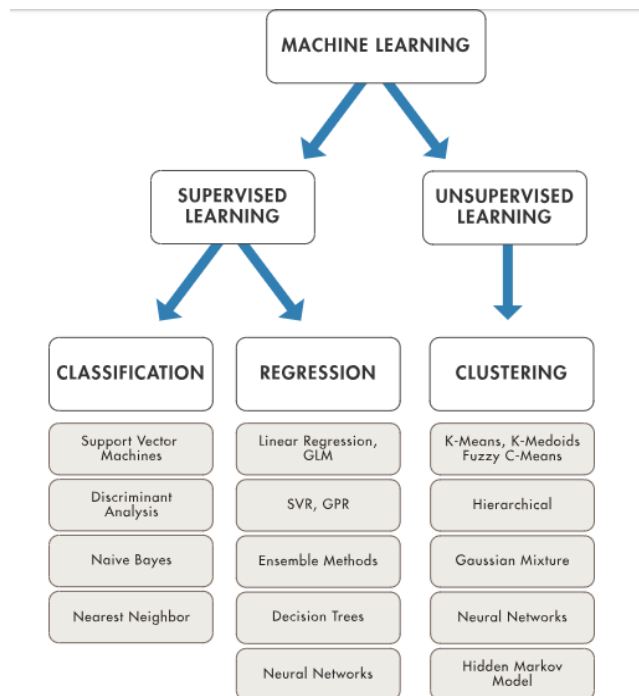 MACHINE LEARNING
SUPERVISED
LEARNING
UNSUPERVISED
LEARNING
CLASSIFICATION
Support Vector
Machines
Discriminant
Analysis
Naive Bayes
Nearest Neighbor
REGRESSION
Linear Regression,
GLM
SVR, GPR
Ensemble Methods
Decision Trees
Neural Networks
CLUSTERING
K-Means, K-Medoids
Fuzzy C-Means
Hierarchical
Gaussian Mixture
Neural Networks
Hidden Markov
Model